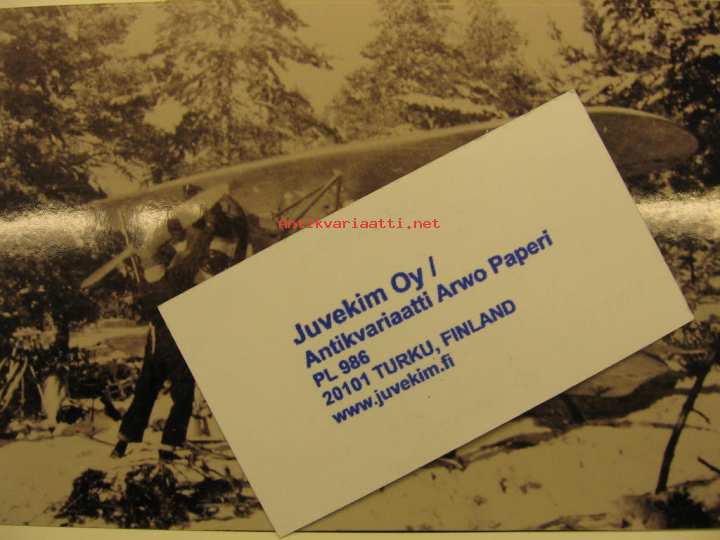 Antikvariaatti.net
Juvekim Oy /
Antikvariaatti Arwo Paperi
PL 986
20101 TURKU, FINLAND
www.juvekim.fi